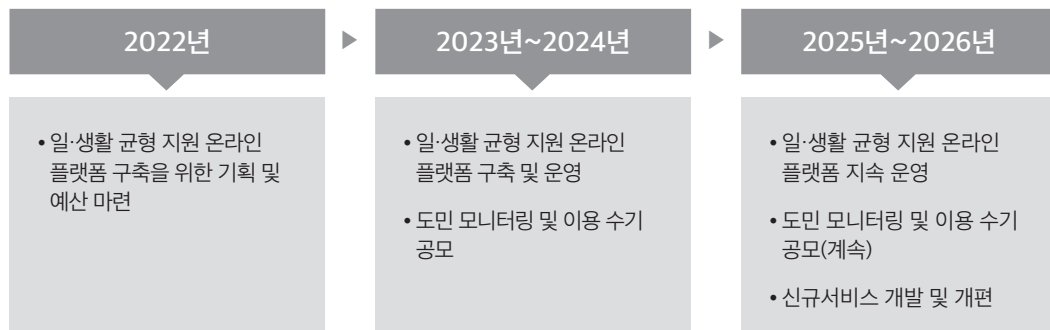 2022년
• 일·생활 균형 지원 온라인
플랫폼 구축을 위한 기획 및
예산 마련
2023년~2024년
• 일·생활 균형 지원 온라인
플랫폼 구축 및 운영
• 도민 모니터링 및 이용 수기
공모
2025년~2026년
• 일·생활 균형 지원 온라인
플랫폼 지속 운영
• 도민 모니터링 및 이용 수기
공모(계속)
• 신규서비스 개발 및 개편